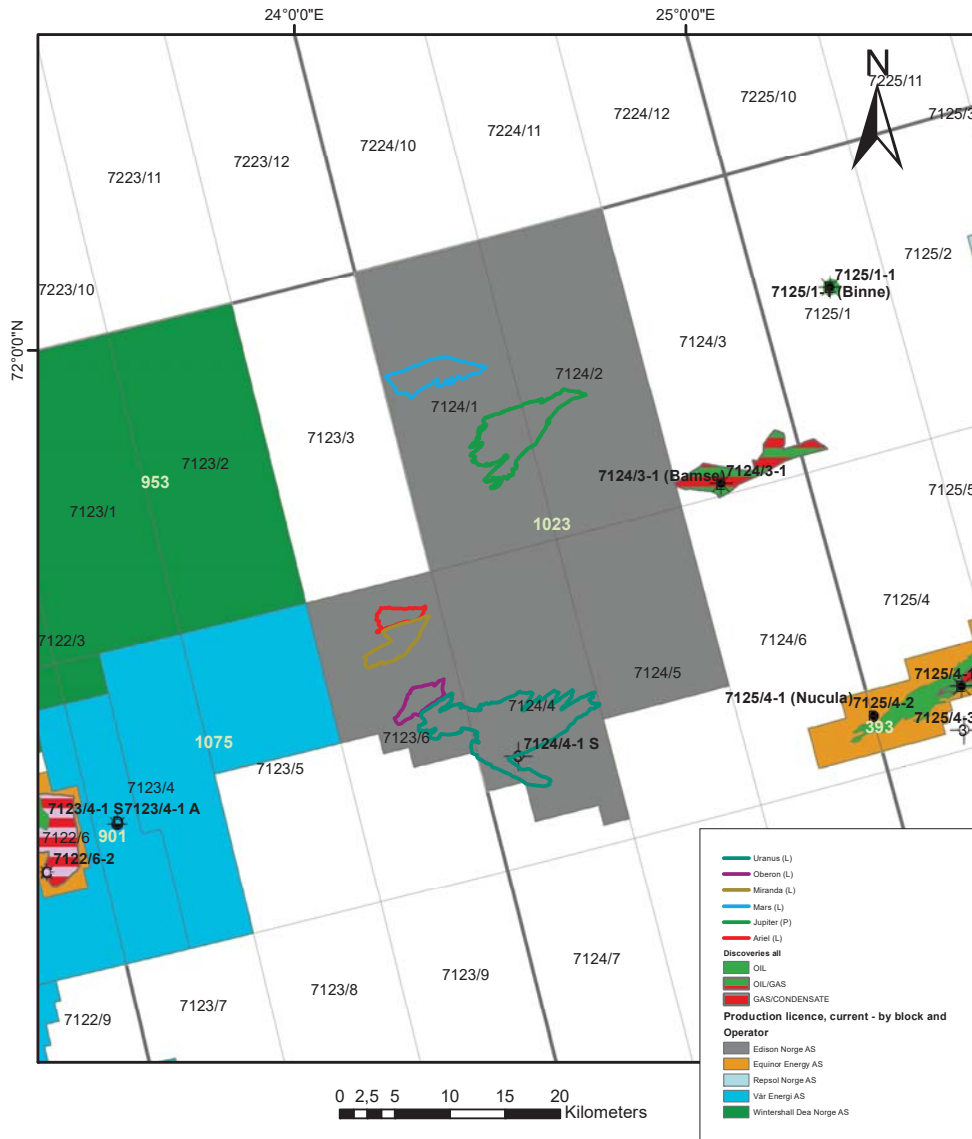 24°0'0"E
25°0'0"E
N
7225/11
7225/10
7125/3
7224/12
7224/11
7224/10
7223/12
7223/11
7125/2
7125/1-1
7223/10
7125/1
72°0'0"N
7124/3
7124/2
7124/1
7123/3
7123/2
7124/3-1 (Bamse)
7124/3-1
953
7125/5
7123/1
1023
7125/4
7122/3
7124/6
7124/5
7125/4-1
7125/4-1 (Nucula)
7125/4-2
7124/4
7125/4-3
393
7123/6
1075
7124/4-1 S
7123/5
7123/4
7123/4-1 S
7123/4-1 A
7122/6
901
7122/6-2
7123/9
7124/7
7123/8
7123/7
7122/9
Uranus (L)
Oberon (L)
Miranda (L)
Mars (L)
Jupiter (P)
Ariel (L)
Discoveries all
OIL
OIL/GAS
GAS/CONDENSATE
Production licence, current - by block and
Operator
Edison Norge AS
Equinor Energy AS
Repsol Norge AS
Vår Energi AS
Wintershall Dea Norge AS
0 2,5 5 10 15 20
Kilometers